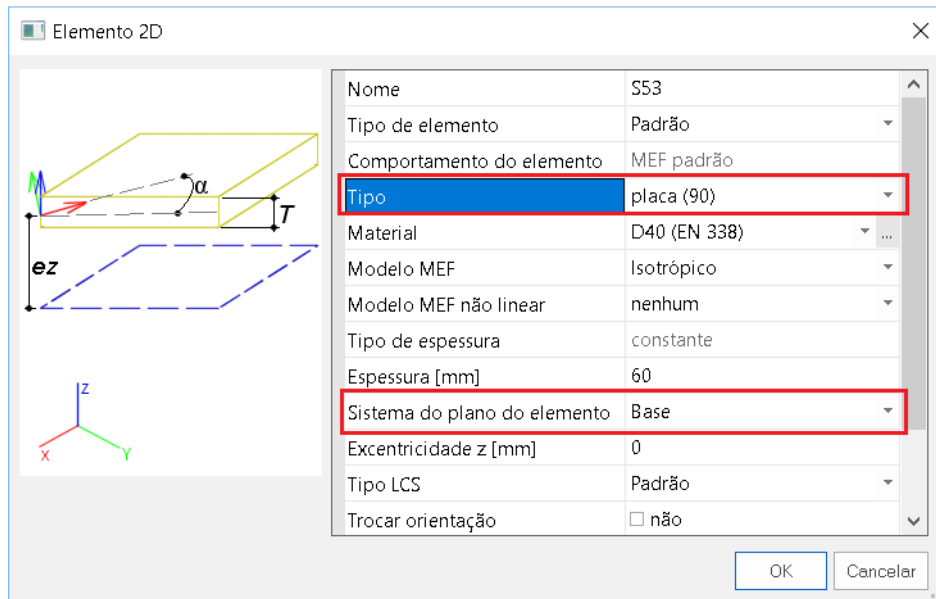 Elemento 2D
α
T
ez
z
x
Y
Nome S53
Tipo de elemento Padrão
Comportamento do elemento MEF padrão
Tipo placa (90)
Material D40 (EN 338) ...
Modelo MEF Isotrópico
Modelo MEF não linear nenhum
Tipo de espessura constante
Espessura [mm] 60
Sistema do plano do elemento Base
Excentricidade z [mm] 0
Tipo LCS Padrão
Trocar orientação não
OK Cancelar